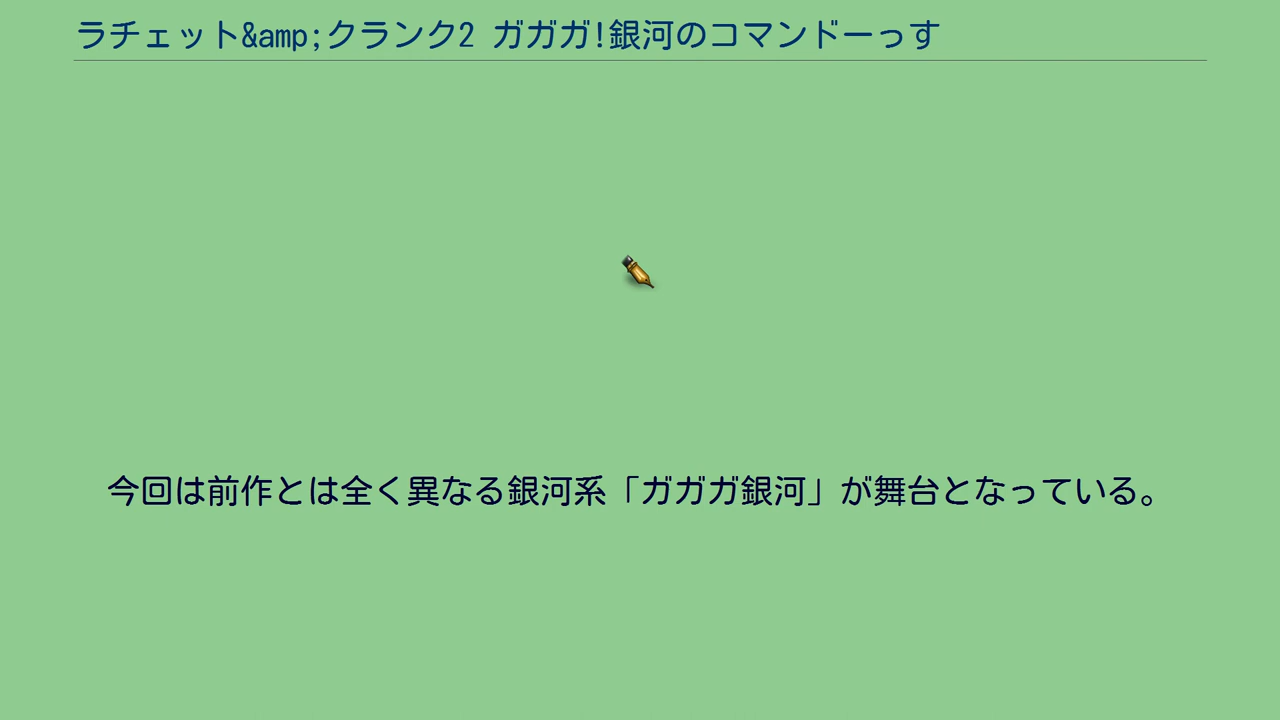 ラチェット&amp;クランク2 ガガガ!銀河のコマンドーっす
今回は前作とは全く異なる銀河系「ガガガ銀河」が舞台となっている。